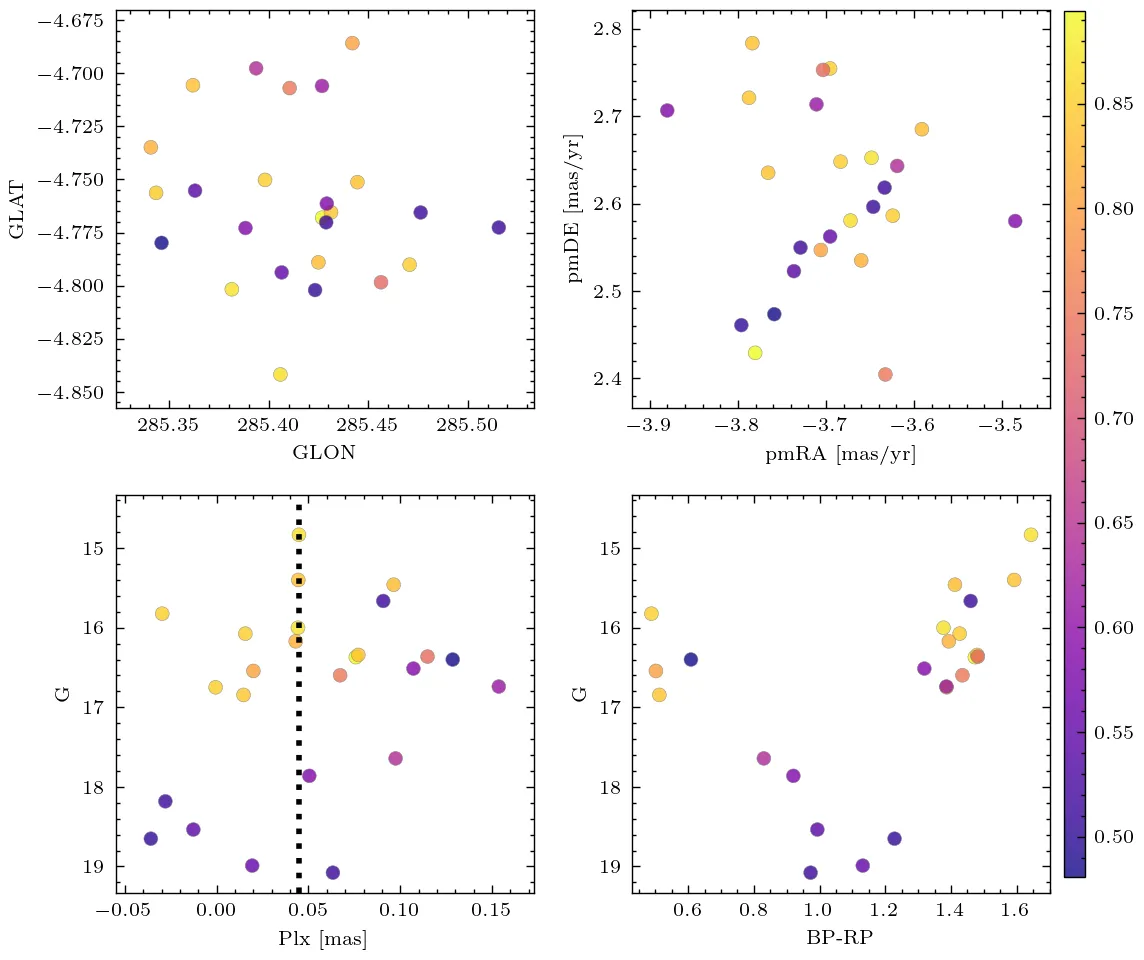 −4.675
−4.700
−4.725
−4.750
−4.775
−4.800
−4.825
−4.850
GLAT
285.35 285.40 285.45 285.50
GLON
2.8
2.7
2.6
2.5
2.4
pmDE [mas/yr]
−3.9 −3.8 −3.7 −3.6 −3.5
pmRA [mas/yr]
15
16
17
18
19
G
−0.05 0.00 0.05 0.10 0.15
Plx [mas]
15
16
17
18
19
G
0.6 0.8 1.0 1.2 1.4 1.6
BP-RP
0.85
0.80
0.75
0.70
0.65
0.60
0.55
0.50